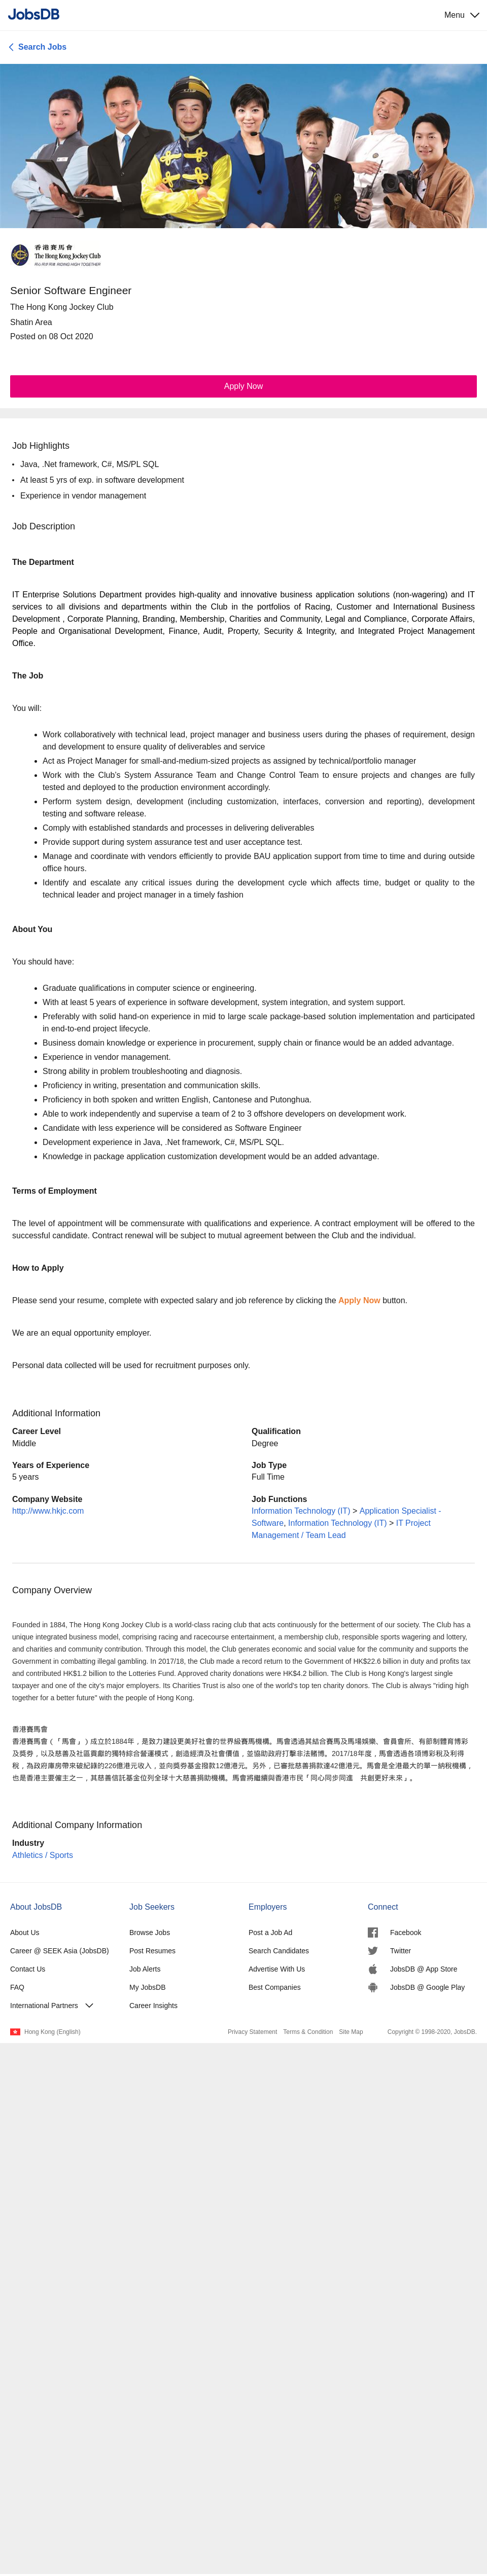 JobsDB
Menu
Search Jobs
香港賽馬會
The Hong Kong Jockey Club
同心同步同進 RIDING HIGH TOGETHER
Senior Software Engineer
The Hong Kong Jockey Club
Shatin Area
Posted on 08 Oct 2020
Apply Now
Job Highlights
• Java, .Net framework, C#, MS/PL SQL
• At least 5 yrs of exp. in software development
• Experience in vendor management
Job Description
The Department
IT Enterprise Solutions Department provides high-quality and innovative business application solutions (non-wagering) and IT
services to all divisions and departments within the Club in the portfolios of Racing, Customer and International Business
Development , Corporate Planning, Branding, Membership, Charities and Community, Legal and Compliance, Corporate Affairs,
People and Organisational Development, Finance, Audit, Property, Security & Integrity, and Integrated Project Management
Office.
The Job
You will:
• Work collaboratively with technical lead, project manager and business users during the phases of requirement, design
and development to ensure quality of deliverables and service
• Act as Project Manager for small-and-medium-sized projects as assigned by technical/portfolio manager
• Work with the Club's System Assurance Team and Change Control Team to ensure projects and changes are fully
tested and deployed to the production environment accordingly.
• Perform system design, development (including customization, interfaces, conversion and reporting), development
testing and software release.
• Comply with established standards and processes in delivering deliverables
• Provide support during system assurance test and user acceptance test.
• Manage and coordinate with vendors efficiently to provide BAU application support from time to time and during outside
office hours.
• Identify and escalate any critical issues during the development cycle which affects time, budget or quality to the
technical leader and project manager in a timely fashion
About You
You should have:
• Graduate qualifications in computer science or engineering.
• With at least 5 years of experience in software development, system integration, and system support.
• Preferably with solid hand-on experience in mid to large scale package-based solution implementation and participated
in end-to-end project lifecycle.
• Business domain knowledge or experience in procurement, supply chain or finance would be an added advantage.
• Experience in vendor management.
• Strong ability in problem troubleshooting and diagnosis.
• Proficiency in writing, presentation and communication skills.
• Proficiency in both spoken and written English, Cantonese and Putonghua.
• Able to work independently and supervise a team of 2 to 3 offshore developers on development work.
• Candidate with less experience will be considered as Software Engineer
• Development experience in Java, .Net framework, C#, MS/PL SQL.
• Knowledge in package application customization development would be an added advantage.
Terms of Employment
The level of appointment will be commensurate with qualifications and experience. A contract employment will be offered to the
successful candidate. Contract renewal will be subject to mutual agreement between the Club and the individual.
How to Apply
Please send your resume, complete with expected salary and job reference by clicking the Apply Now button.
We are an equal opportunity employer.
Personal data collected will be used for recruitment purposes only.
Additional Information
Career Level
Middle
Qualification
Degree
Years of Experience
5 years
Job Type
Full Time
Company Website
http://www.hkjc.com
Job Functions
Information Technology (IT) > Application Specialist -
Software, Information Technology (IT) > IT Project
Management / Team Lead
Company Overview
Founded in 1884, The Hong Kong Jockey Club is a world-class racing club that acts continuously for the betterment of our society. The Club has a
unique integrated business model, comprising racing and racecourse entertainment, a membership club, responsible sports wagering and lottery,
and charities and community contribution. Through this model, the Club generates economic and social value for the community and supports the
Government in combatting illegal gambling. In 2017/18, the Club made a record return to the Government of HK$22.6 billion in duty and profits tax
and contributed HK$1.2 billion to the Lotteries Fund. Approved charity donations were HK$4.2 billion. The Club is Hong Kong's largest single
taxpayer and one of the city's major employers. Its Charities Trust is also one of the world's top ten charity donors. The Club is always "riding high
together for a better future" with the people of Hong Kong.
香港賽馬會
香港賽馬會 (「 馬會 」) 成立於1884年，是致力建設更美好社會的世界級賽馬機構。馬會透過其結合賽馬及馬場娛樂、會員會所、有節制體育博彩
及獎券，以及慈善及社區貢獻的獨特綜合營運模式，創造經濟及社會價值，並協助政府打擊非法賭博。2017/18年度，馬會透過各項博彩稅及利得
稅，為政府庫房帶來破紀錄的226億港元收入，並向獎券基金撥款12億港元。另外，已審批慈善捐款達42億港元。馬會是全港最大的單一納稅機構，
也是香港主要僱主之一，其慈善信託基金位列全球十大慈善捐助機構。馬會將繼續與香港市民「同心同步同進　共創更好未來」。
Additional Company Information
Industry
Athletics / Sports
About JobsDB
Job Seekers
Employers
Connect
About Us
Browse Jobs
Post a Job Ad
Facebook
Career @ SEEK Asia (JobsDB)
Post Resumes
Search Candidates
Twitter
Contact Us
Job Alerts
Advertise With Us
JobsDB @ App Store
FAQ
My JobsDB
Best Companies
JobsDB @ Google Play
International Partners
Career Insights
Hong Kong (English)
Privacy Statement
Terms & Condition
Site Map
Copyright © 1998-2020, JobsDB.